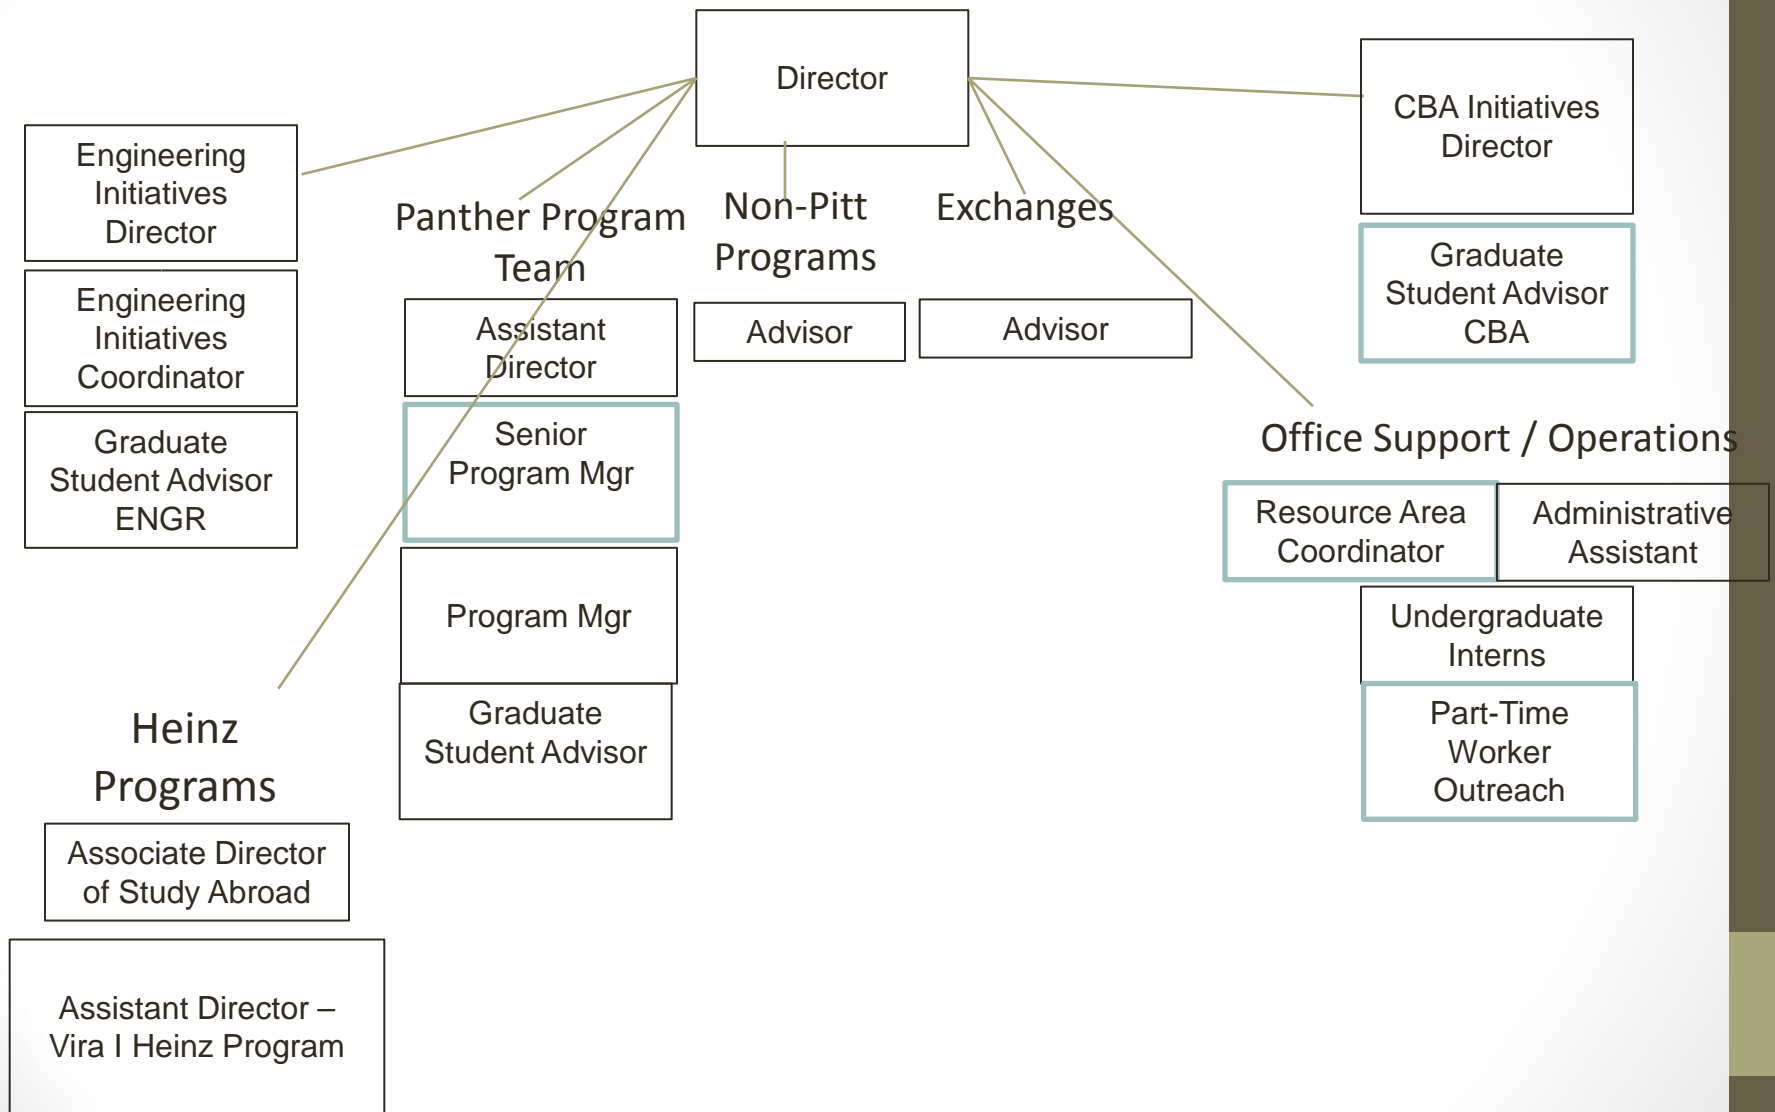 Director
Engineering
Initiatives
Director
Engineering
Initiatives
Coordinator
Graduate
Student Advisor
ENGR
Panther Program
Team
Assistant
Director
Senior
Program Mgr
Program Mgr
Graduate
Student Advisor
Non-Pitt
Programs
Advisor
Exchanges
Advisor
CBA Initiatives
Director
Graduate
Student Advisor
CBA
Office Support / Operations
Resource Area
Coordinator
Administrative
Assistant
Undergraduate
Interns
Part-Time
Worker
Outreach
Heinz
Programs
Associate Director
of Study Abroad
Assistant Director –
Vira I Heinz Program